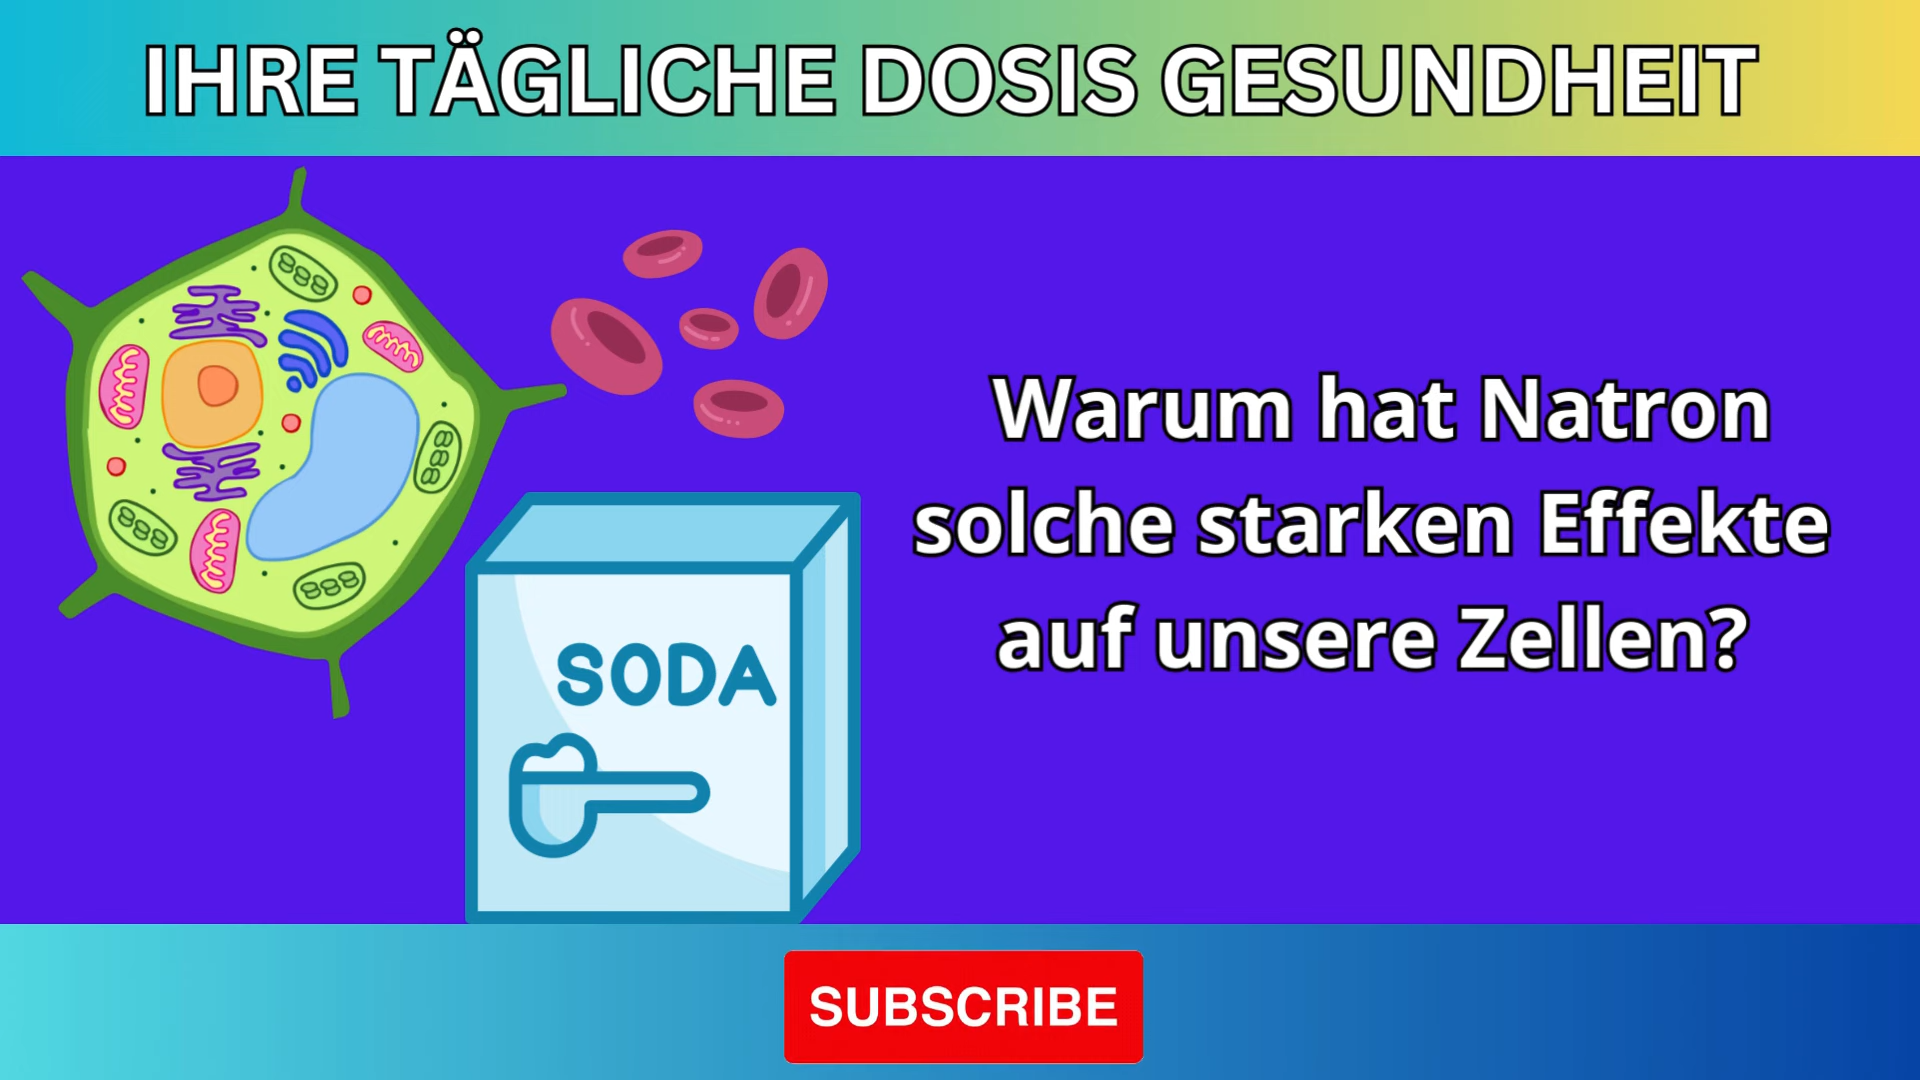 IHRE TÄGLICHE DOSIS GESUNDHEIT
Warum hat Natron
solche starken Effekte
auf unsere Zellen?
SODA
SUBSCRIBE